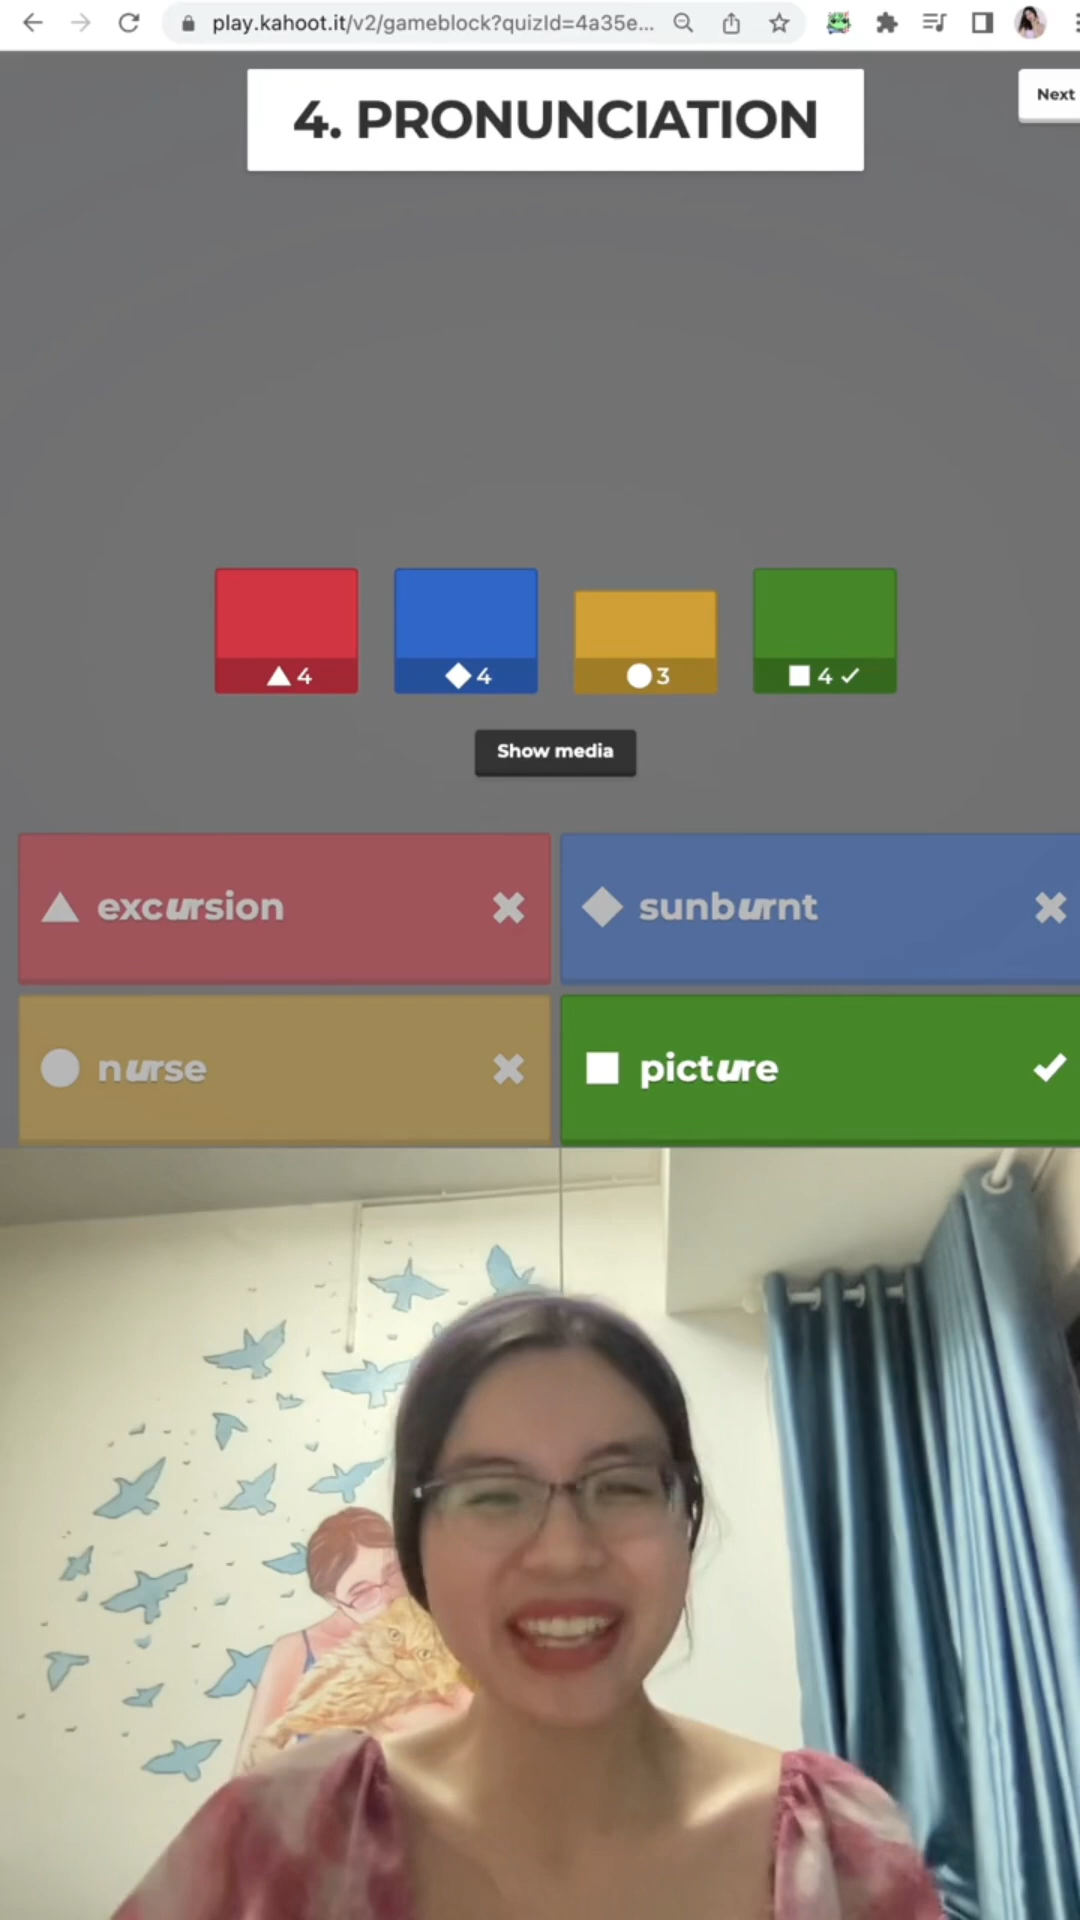 play.kahoot.it/v2/gameblock?quizId=4a35e...
4. PRONUNCIATION
Next
4
4
3
4
Show media
excursion
sunburnt
nurse
picture